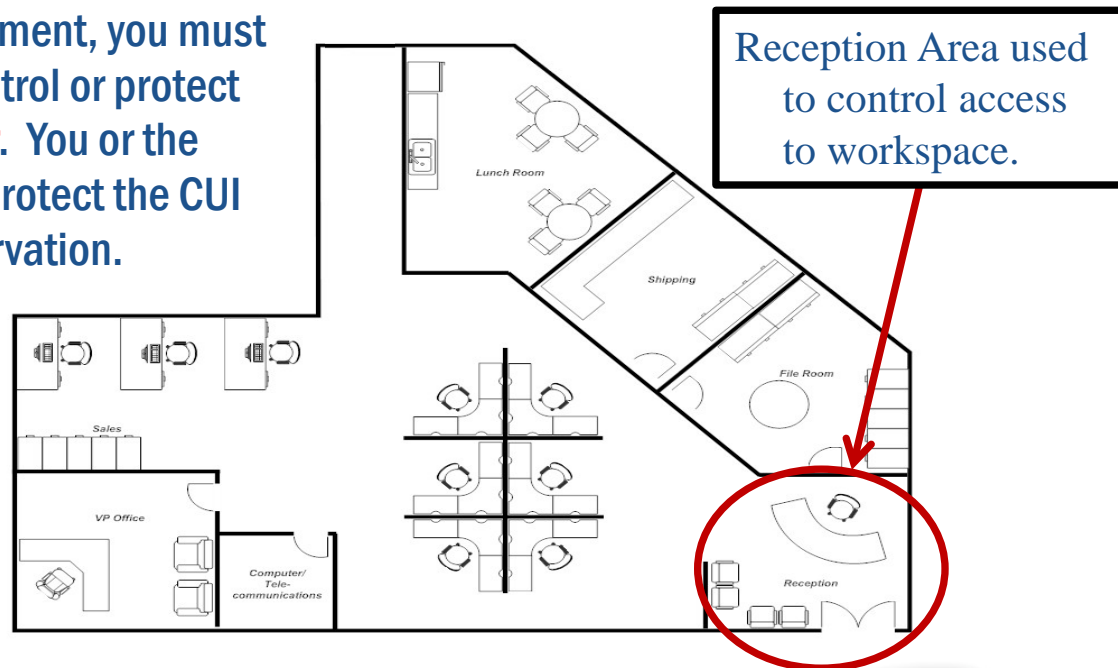 ment, you must
trol or protect
. You or the
rotect the CUI
rvation.
Reception Area used
to control access
to workspace.
Lunch Room
Shipping
File Room
Sales
VP Office
Computer/
Tele-
communications
Reception